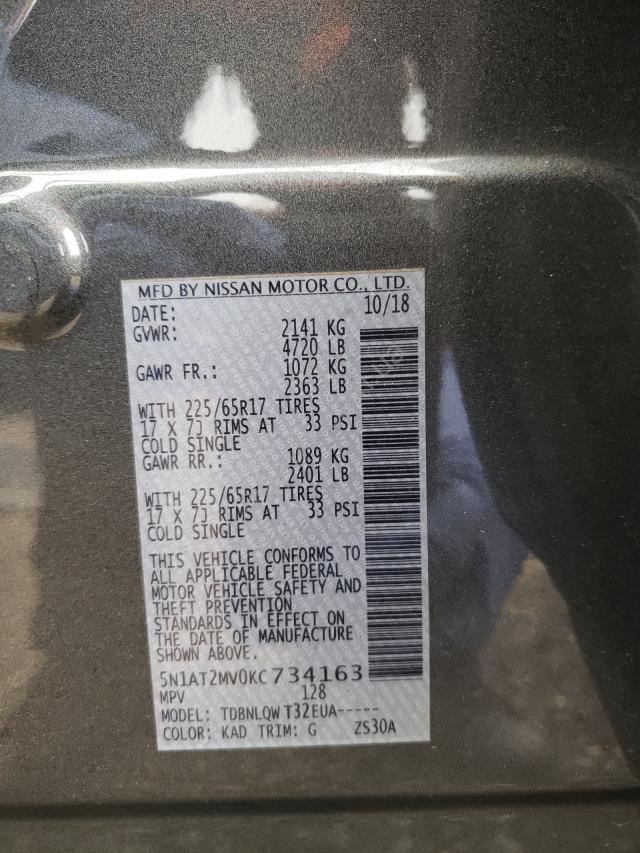 MFD BY NISSAN MOTOR CO., LTD.
DATE: 10/18
GVWR: 2141 KG
4720 LB
GAWR FR.: 1072 KG
2363 LB
WITH 225/65R17 TIRES
17 X 7J RIMS AT 33 PSI
COLD SINGLE
GAWR RR.: 1089 KG
2401 LB
WITH 225/65R17 TIRES
17 X 7J RIMS AT 33 PSI
COLD SINGLE
THIS VEHICLE CONFORMS TO
ALL APPLICABLE FEDERAL
MOTOR VEHICLE SAFETY AND
THEFT PREVENTION
STANDARDS IN EFFECT ON
THE DATE OF MANUFACTURE
SHOWN ABOVE.
5N1AT2MV0KC734163
MPV 128
MODEL: TDBNLQW T32EUA-----
COLOR: KAD TRIM: G ZS30A